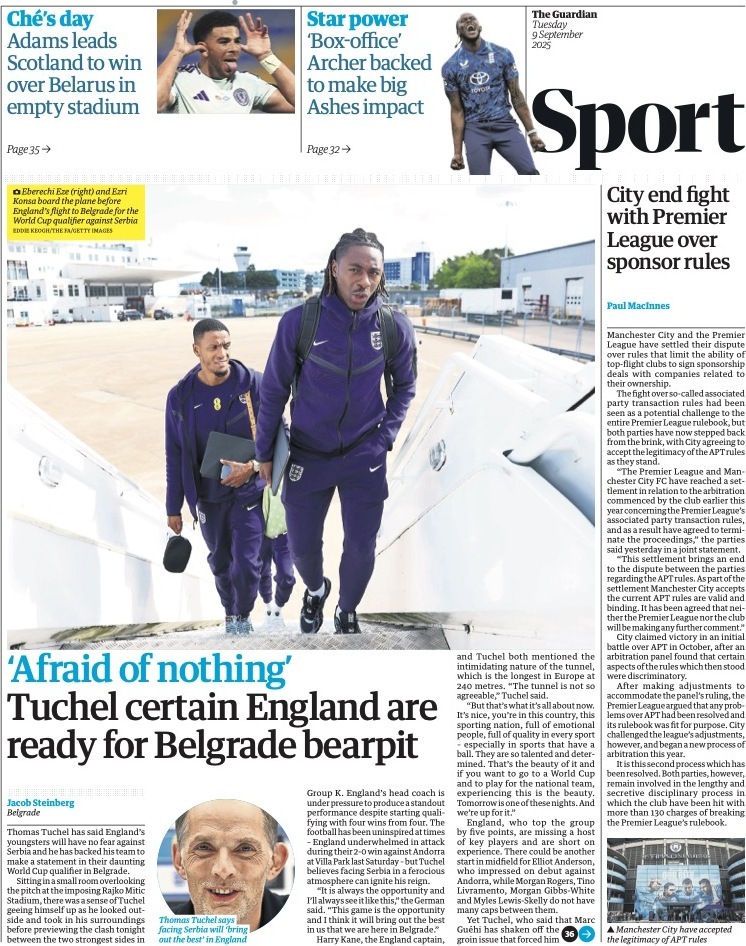 Ché's day
Adams leads
Scotland to win
over Belarus in
empty stadium
Page 35 →
Star power
'Box-office'
Archer backed
to make big
Ashes impact
Page 32 →
The Guardian
Tuesday
9 September
2025
Sport
Eberechi Eze (right) and Ezri
Konsa board the plane before
England's flight to Belgrade for the
World Cup qualifier against Serbia
EDDIE KEOGH/THE FA/GETTY IMAGES
'Afraid of nothing'
Tuchel certain England are
ready for Belgrade bearpit
Jacob Steinberg
Belgrade
Thomas Tuchel has said England's
youngsters will have no fear against
Serbia and he has backed his team to
make a statement in their daunting
World Cup qualifier in Belgrade.
Sitting in a small room overlooking
the pitch at the imposing Rajko Mitic
Stadium, there was a sense of Tuchel
geeing himself up as he looked out-
side and took in his surroundings
before previewing the clash tonight
between the two strongest sides in
Thomas Tuchel says
facing Serbia will 'bring
out the best' in England
Group K. England's head coach is
under pressure to produce a standout
performance despite starting quali-
fying with four wins from four. The
football has been uninspired at times
– England underwhelmed in attack
during their 2-0 win against Andorra
at Villa Park last Saturday – but Tuchel
believes facing Serbia in a ferocious
atmosphere can ignite his reign.
"It is always the opportunity and
I'll always see it like this," the German
said. "This game is the opportunity
and I think it will bring out the best
in us that we are here in Belgrade."
Harry Kane, the England captain,
and Tuchel both mentioned the
intimidating nature of the tunnel,
which is the longest in Europe at
240 metres. "The tunnel is not so
agreeable," Tuchel said.
"But that's what it's all about now.
It's nice, you're in this country, this
sporting nation, full of emotional
people, full of quality in every sport
– especially in sports that have a
ball. They are so talented and deter-
mined. That's the beauty of it and
if you want to go to a World Cup
and to play for the national team,
experiencing this is the beauty.
Tomorrow is one of these nights. And
we're up for it."
England, who top the group
by five points, are missing a host
of key players and are short on
experience. There could be another
start in midfield for Elliot Anderson,
who impressed on debut against
Andorra, while Morgan Rogers, Tino
Livramento, Morgan Gibbs-White
and Myles Lewis-Skelly do not have
many caps between them.
Yet Tuchel, who said that Marc
Guéhi has shaken off the
groin issue that forced him
36 →
City end fight
with Premier
League over
sponsor rules
Paul MacInnes
Manchester City and the Premier
League have settled their dispute
over rules that limit the ability of
top-flight clubs to sign sponsorship
deals with companies related to
their ownership.
The fight over so-called associated
party transaction rules had been
seen as a potential challenge to the
entire Premier League rulebook, but
both parties have now stepped back
from the brink, with City agreeing to
accept the legitimacy of the APT rules
as they stand.
"The Premier League and Man-
chester City FC have reached a set-
tlement in relation to the arbitration
commenced by the club earlier this
year concerning the Premier League's
associated party transaction rules,
and as a result have agreed to termi-
nate the proceedings," the parties
said yesterday in a joint statement.
"This settlement brings an end
to the dispute between the parties
regarding the APT rules. As part of the
settlement Manchester City accepts
the current APT rules are valid and
binding. It has been agreed that nei-
ther the Premier League nor the club
will be making any further comment."
City claimed victory in an initial
battle over APT in October, after an
arbitration panel found that certain
aspects of the rules which then stood
were discriminatory.
After making adjustments to
accommodate the panel's ruling, the
Premier League argued that any prob-
lems over APT had been resolved and
its rulebook was fit for purpose. City
challenged the league's adjustments,
however, and began a new process of
arbitration this year.
It is this second process which has
been resolved. Both parties, however,
remain involved in the lengthy and
secretive disciplinary process in
which the club have been hit with
more than 130 charges of breaking
the Premier League's rulebook.
▲ Manchester City have accepted
the legitimacy of APT rules